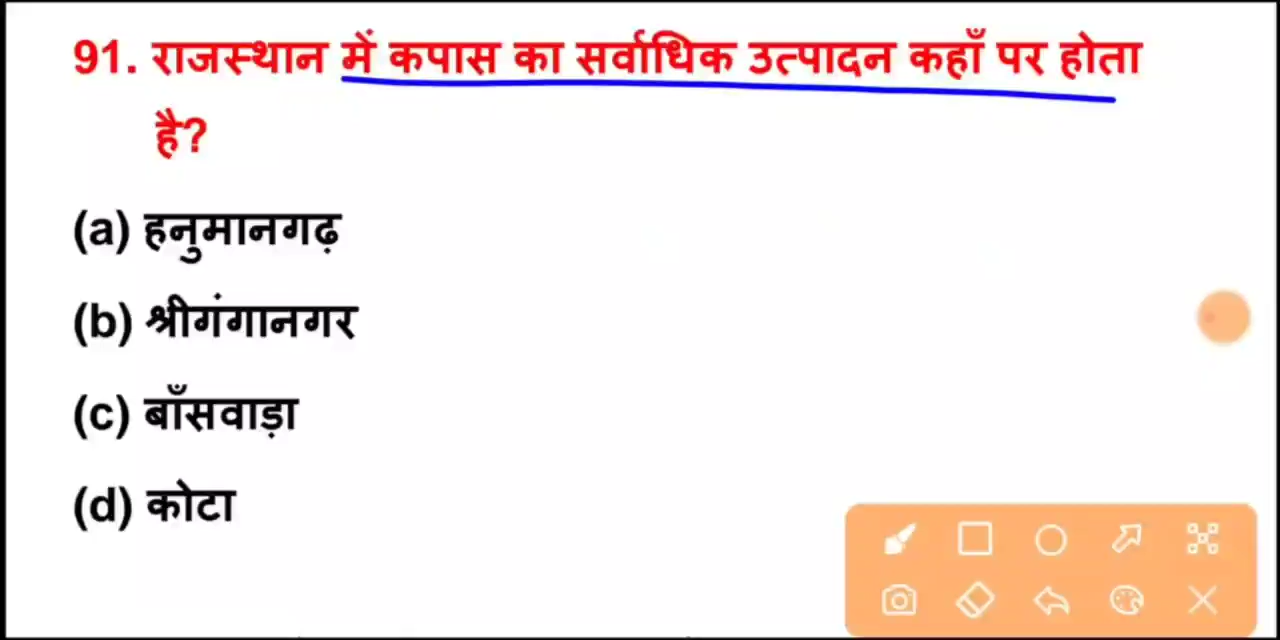 91. राजस्थान में कपास का सर्वाधिक उत्पादन कहाँ पर होता
है?
(a) हनुमानगढ़
(b) श्रीगंगानगर
(c) बाँसवाड़ा
(d) कोटा